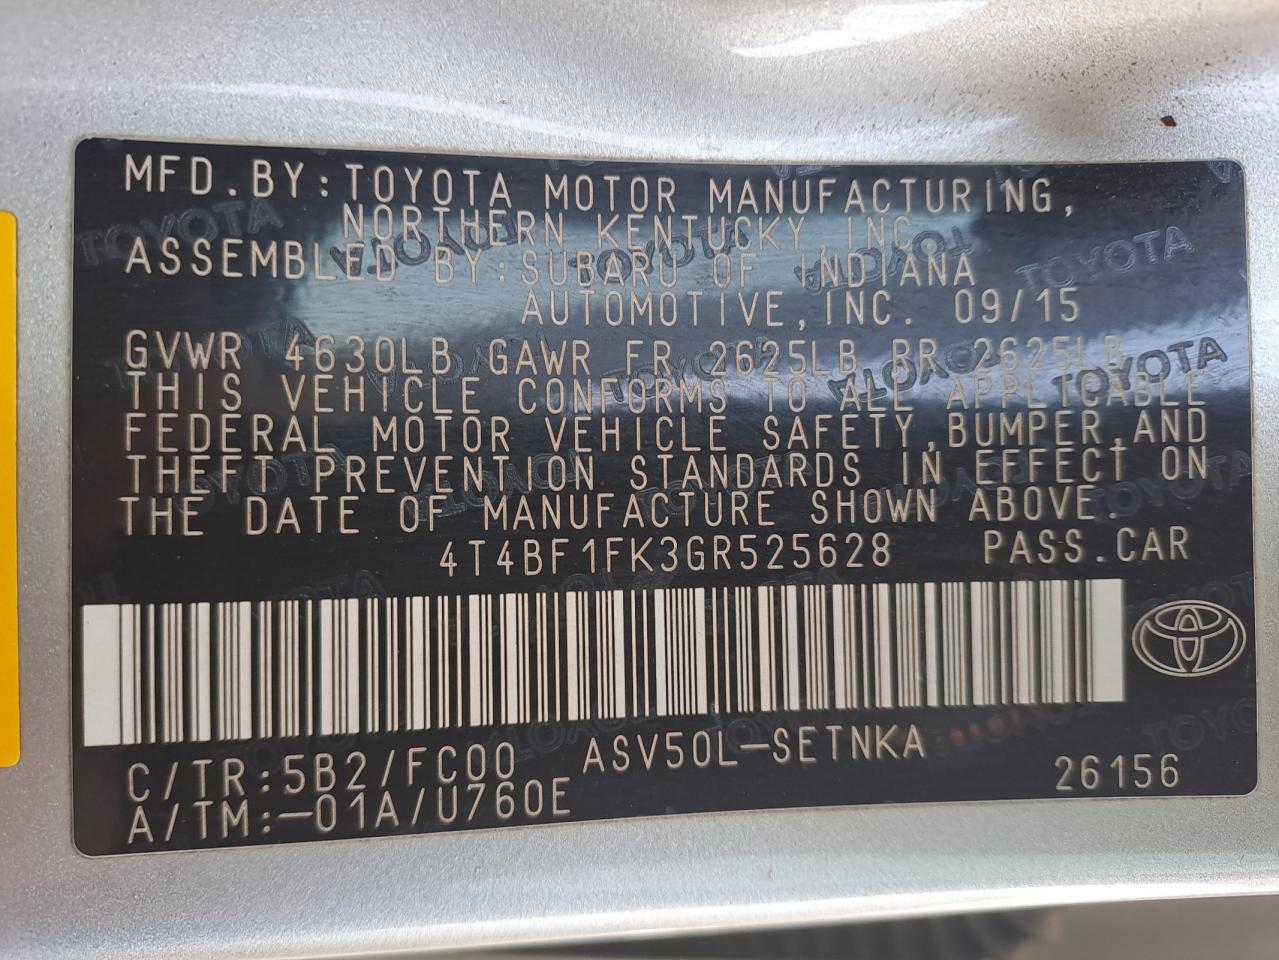 MFD.BY:TOYOTA MOTOR MANUFACTURING,
NORTHERN KENTUCKY,INC.
ASSEMBLED BY:SUBARU OF INDIANA
AUTOMOTIVE,INC. 09/15
GVWR 4630LB GAWR FR 2625LB RR 2625LB
THIS VEHICLE CONFORMS TO ALL APPLICABLE
FEDERAL MOTOR VEHICLE SAFETY,BUMPER,AND
THEFT PREVENTION STANDARDS IN EFFECT ON
THE DATE OF MANUFACTURE SHOWN ABOVE.
4T4BF1FK3GR525628 PASS.CAR
C/TR:5B2/FC00 ASV50L-SETNKA
A/TM:-01A/U760E 26156